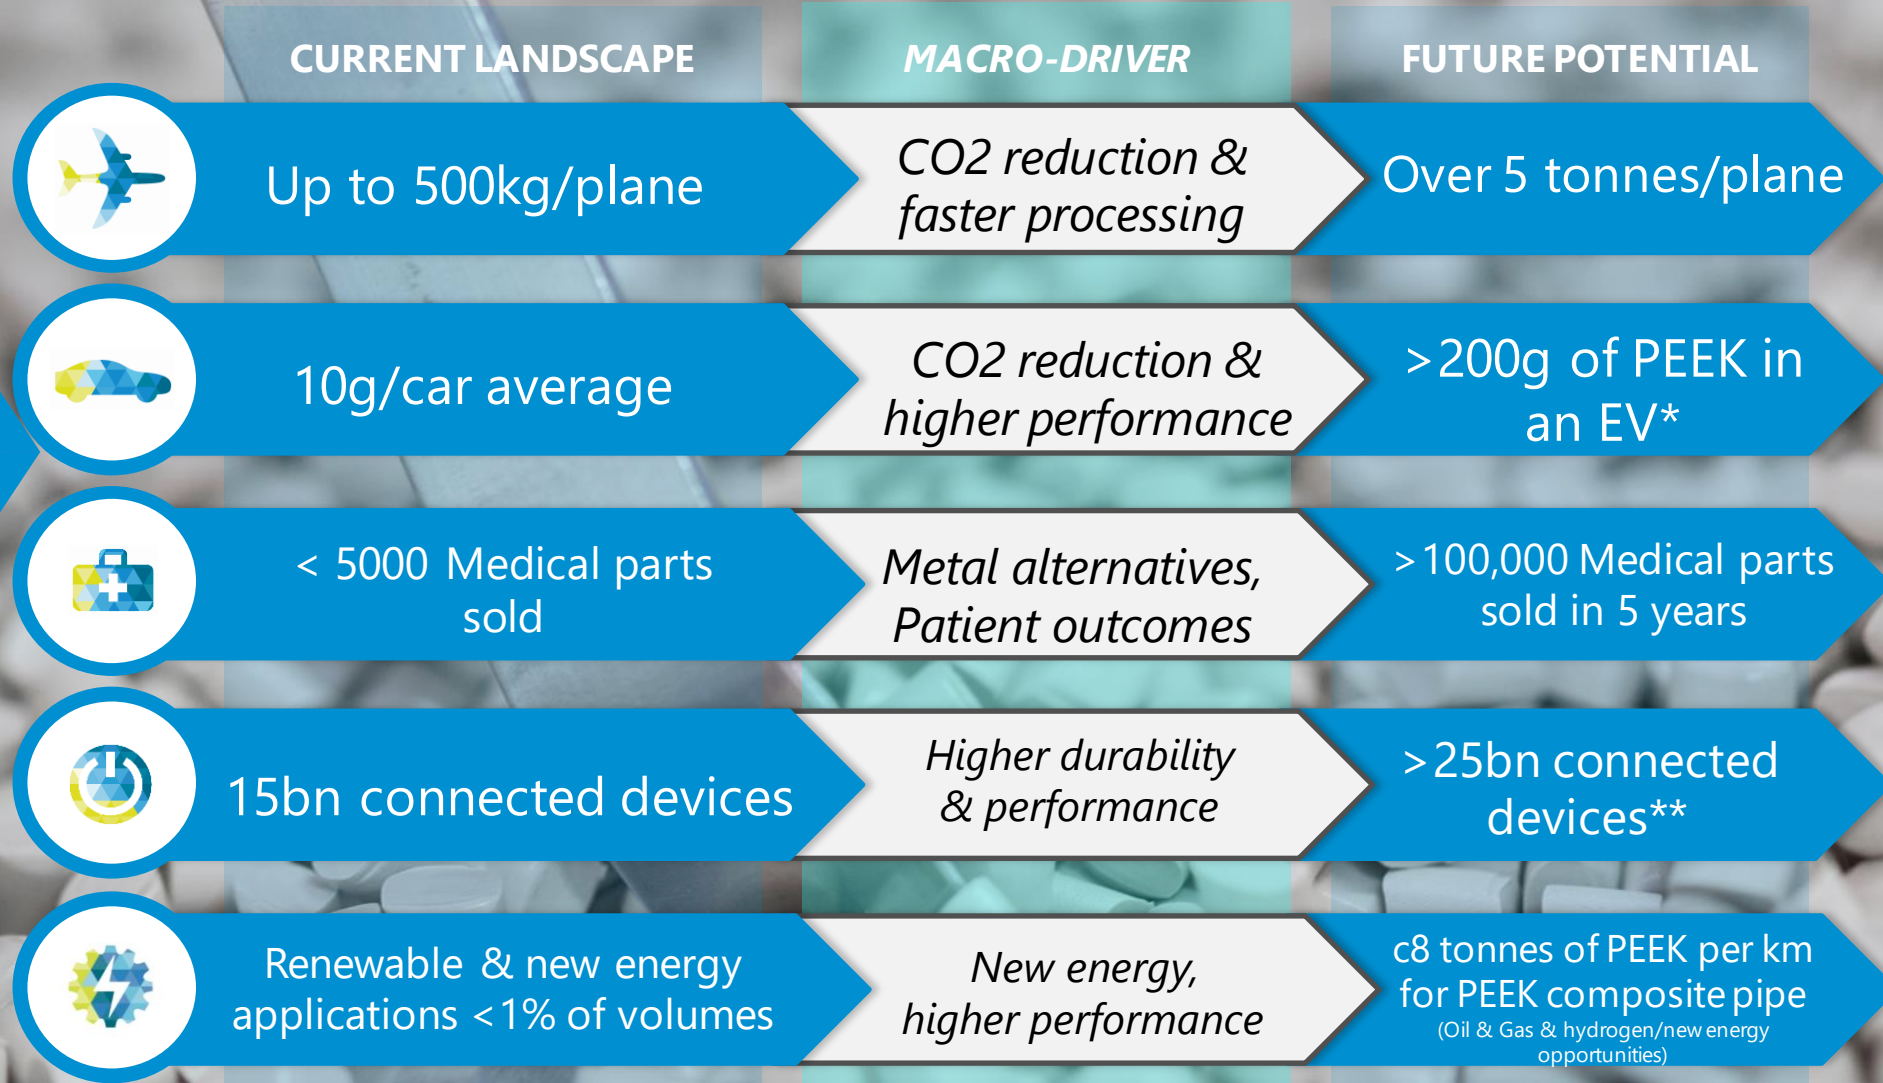 CURRENT LANDSCAPE
MACRO-DRIVER
FUTURE POTENTIAL
Up to 500kg/plane
CO2 reduction &
faster processing
Over 5 tonnes/plane
10g/car average
CO2 reduction &
higher performance
>200g of PEEK in
an EV*
< 5000 Medical parts
sold
Metal alternatives,
Patient outcomes
>100,000 Medical parts
sold in 5 years
15bn connected devices
Higher durability
& performance
>25bn connected
devices**
Renewable & new energy
applications <1% of volumes
New energy,
higher performance
c8 tonnes of PEEK per km
for PEEK composite pipe
(Oil & Gas & hydrogen/new energy
opportunities)